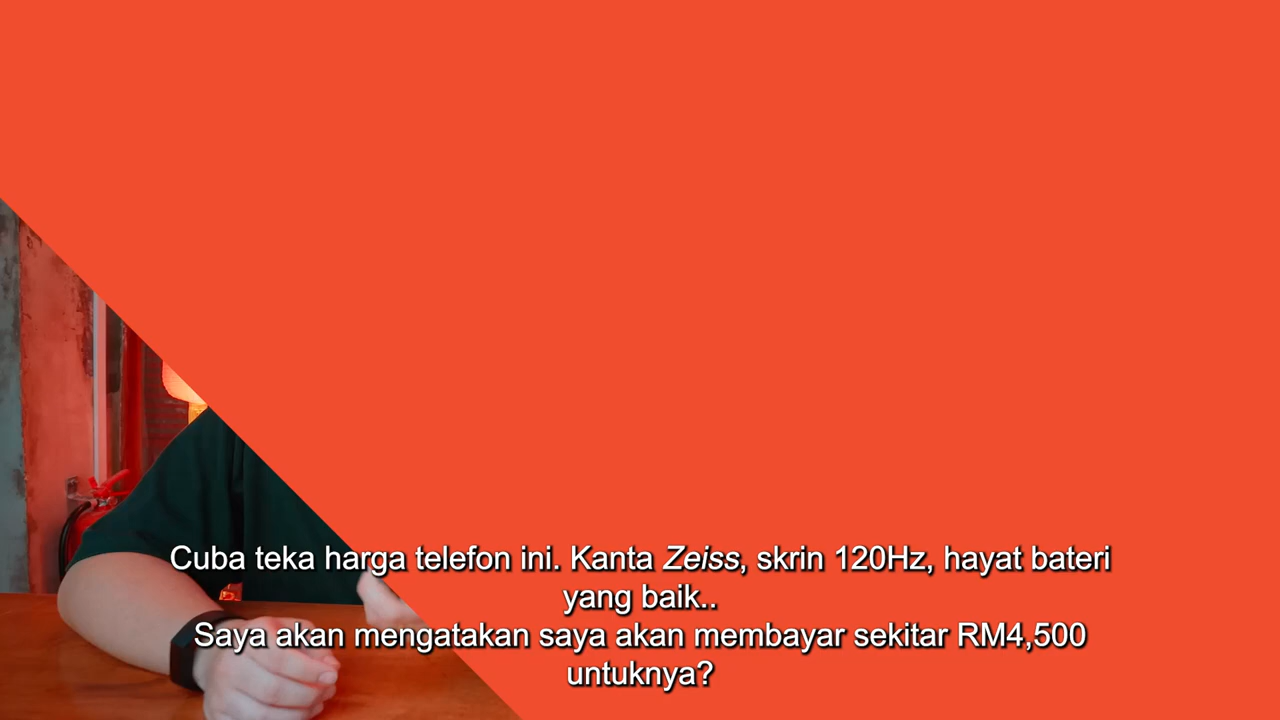 Cuba teka harga telefon ini. Kanta Zeiss, skrin 120Hz, hayat bateri
yang baik..
Saya akan mengatakan saya akan membayar sekitar RM4,500
untuknya?